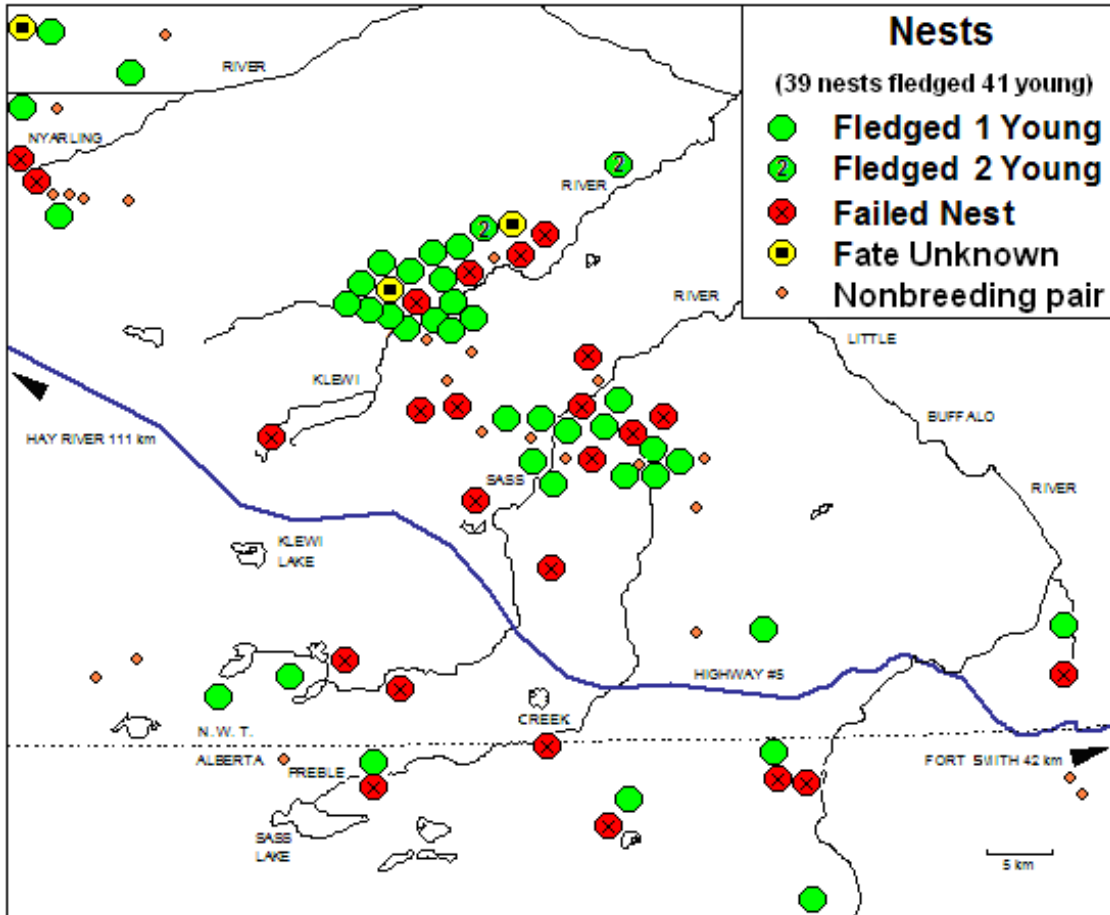 Nests
(39 nests fledged 41 young)
Fledged 1 Young
2 Fledged 2 Young
Failed Nest
Fate Unknown
Nonbreeding pair
RIVER
NYARLING
2
RIVER
2
RIVER
LITTLE
KLEWI
BUFFALO
HAY RIVER 111 km
SASS
RIVER
KLEWI
LAKE
HIGHWAY #5
CREEK
N.W.T.
ALBERTA
FORT SMITH 42 km
PREBLE
SASS
LAKE
5 km